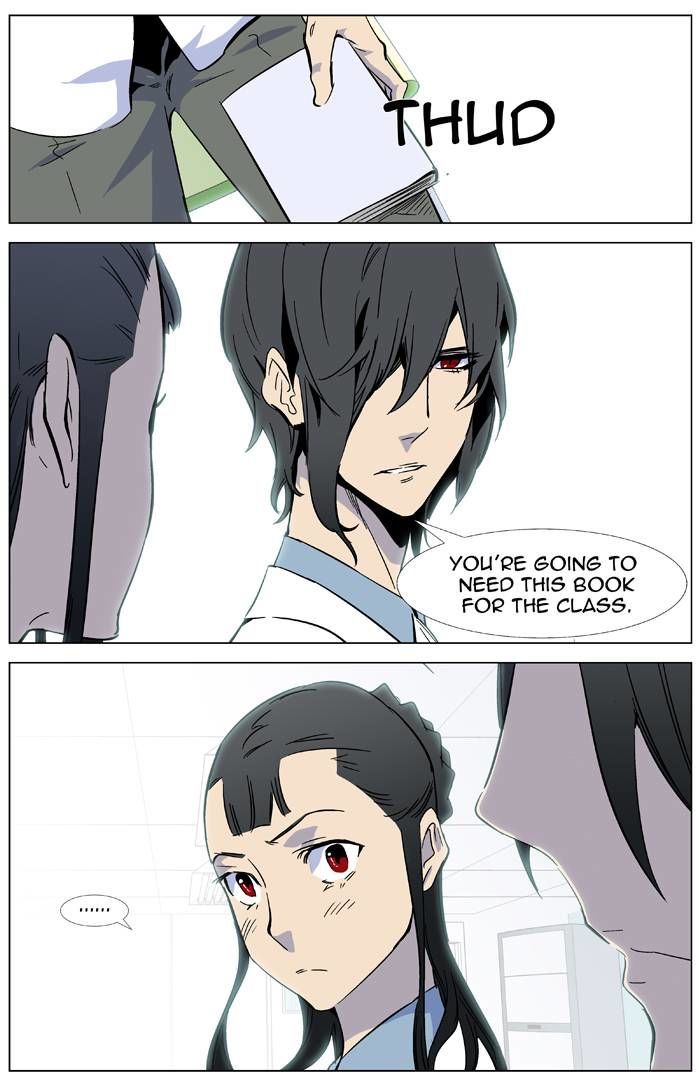 THUD
YOU'RE GOING TO
NEED THIS BOOK
FOR THE CLASS.
......